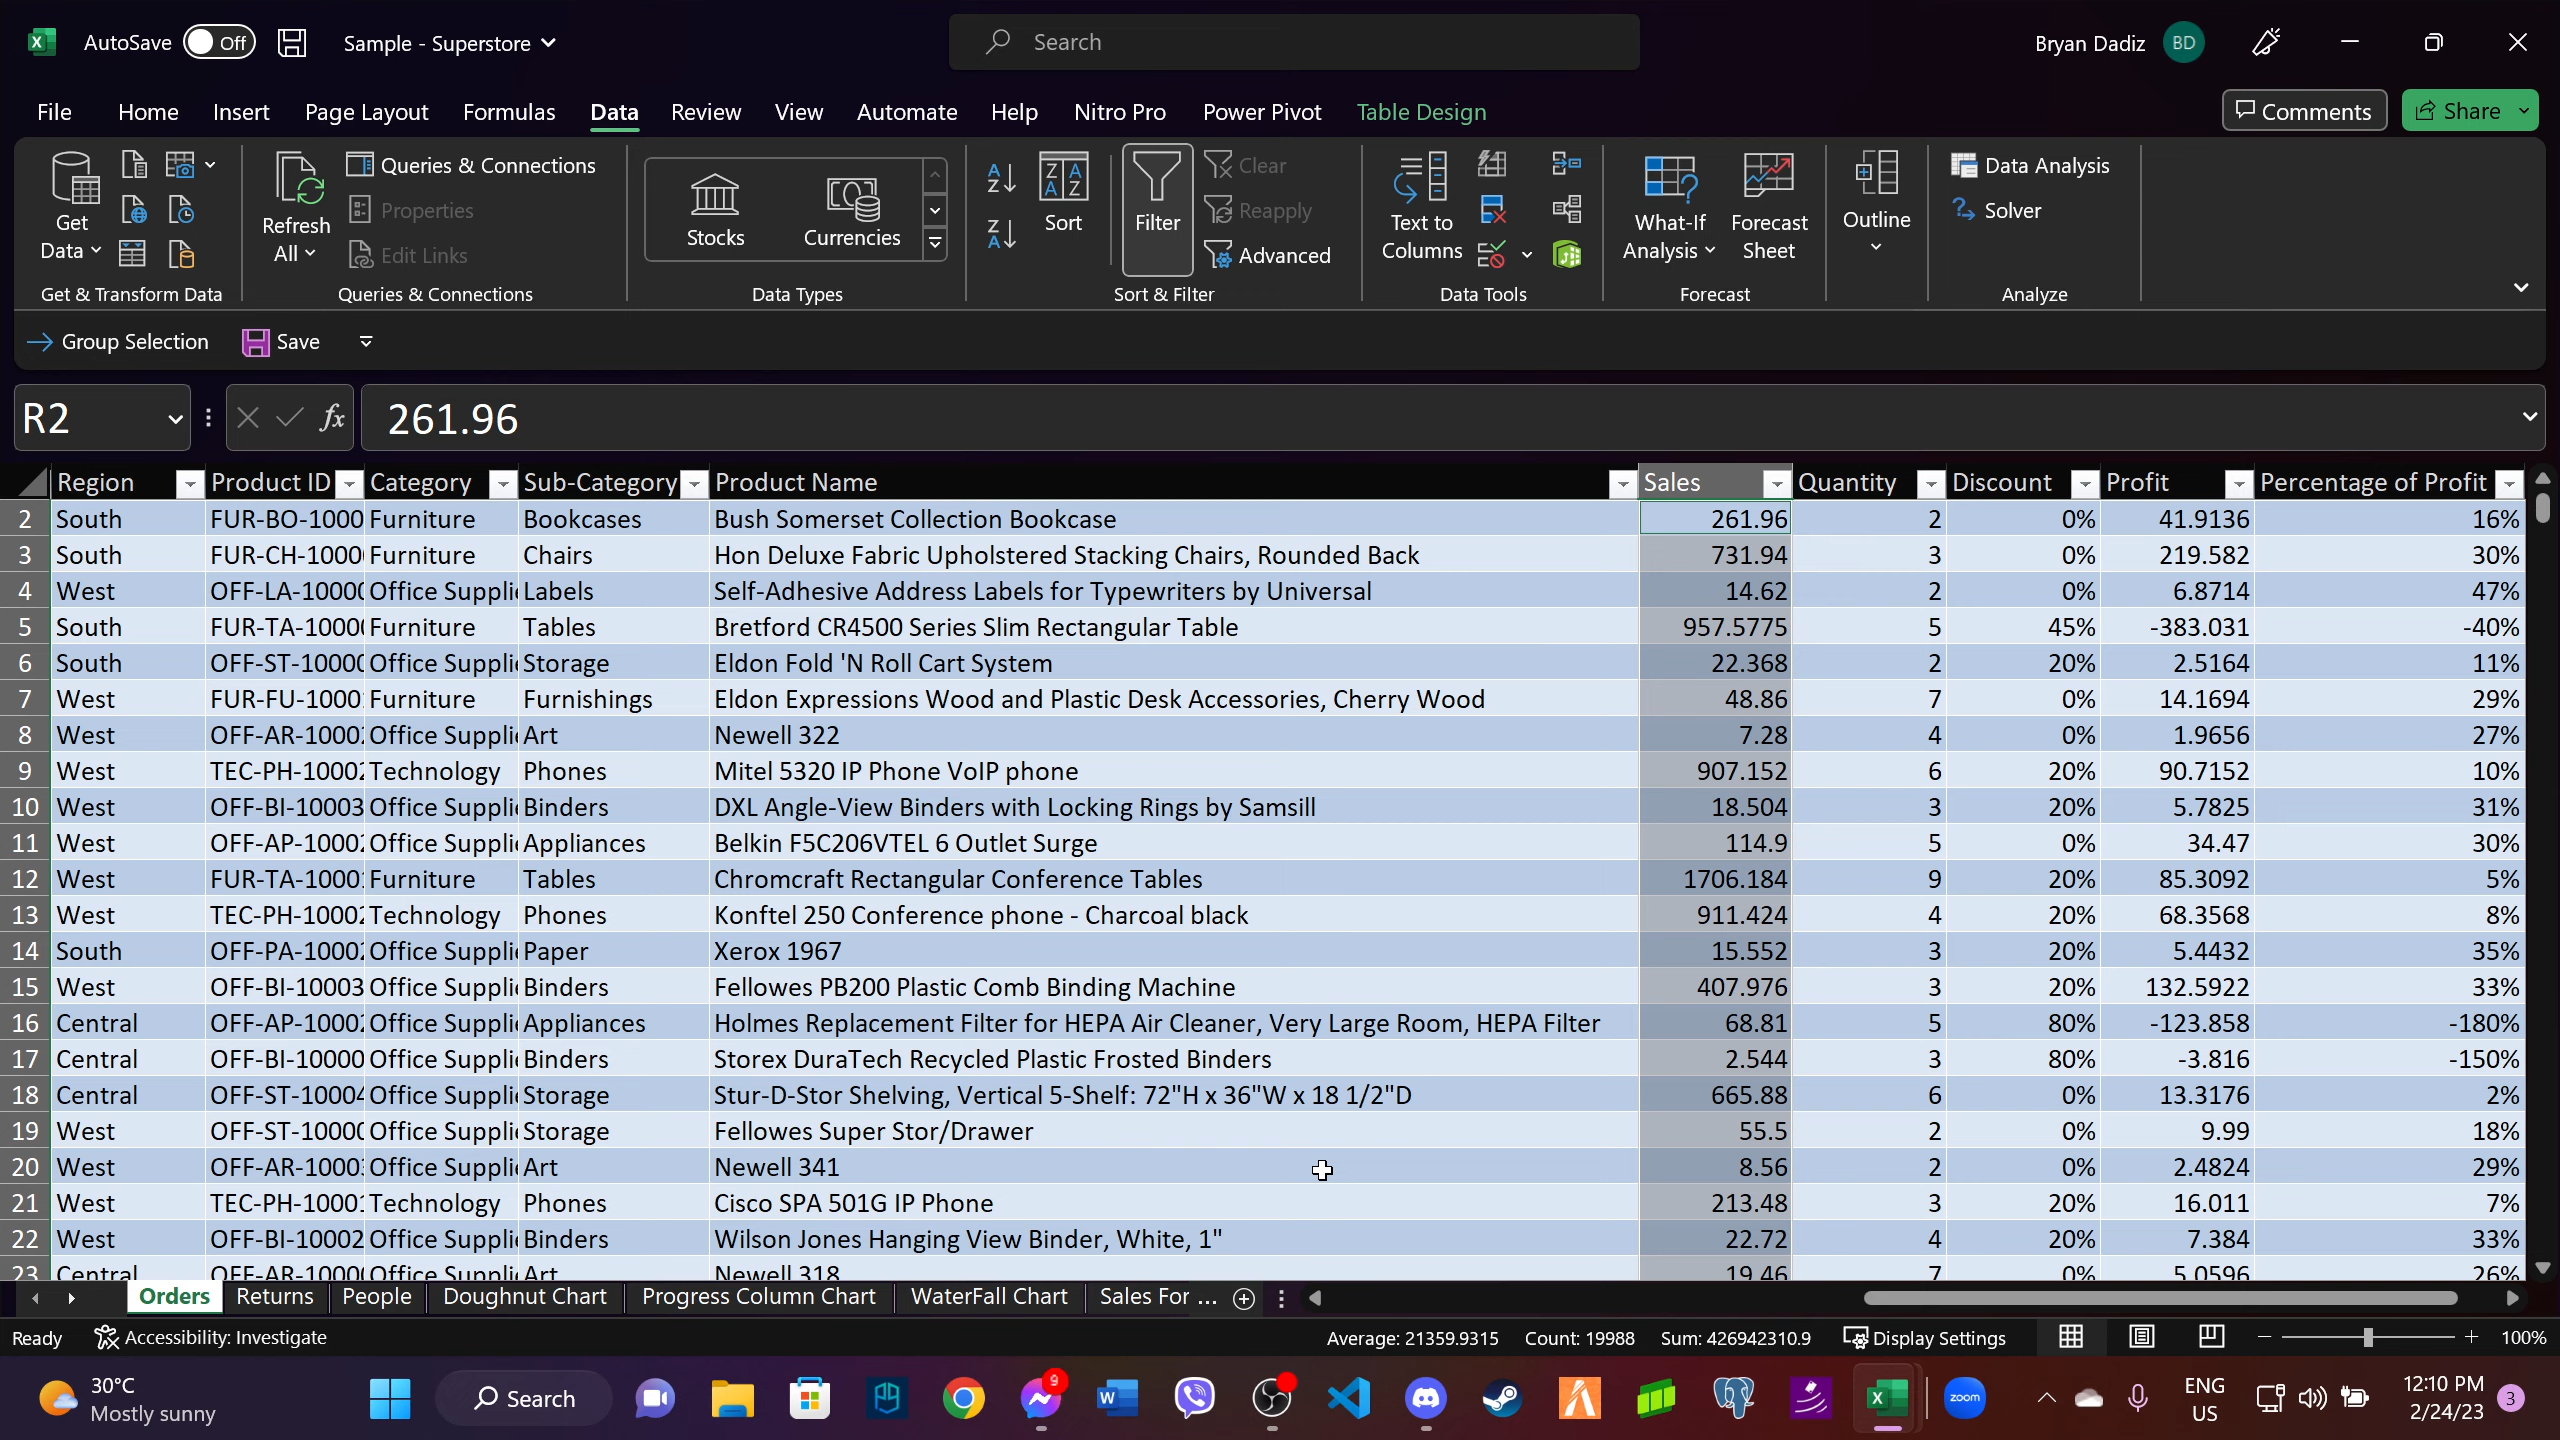 AutoSave Off Sample - Superstore Search Bryan Dadiz BD
File Home Insert Page Layout Formulas Data Review View Automate Help Nitro Pro Power Pivot Table Design Comments Share
Get Data Refresh All Queries & Connections Properties Edit Links Stocks Currencies Sort Filter Clear Reapply Advanced Text to Columns What-If Analysis Forecast Sheet Outline Data Analysis Solver
Get & Transform Data Queries & Connections Data Types Sort & Filter Data Tools Forecast Analyze
Group Selection Save
R2 fx 261.96
Region Product ID Category Sub-Category Product Name Sales Quantity Discount Profit Percentage of Profit
2 South FUR-BO-1000 Furniture Bookcases Bush Somerset Collection Bookcase 261.96 2 0% 41.9136 16%
3 South FUR-CH-1000 Furniture Chairs Hon Deluxe Fabric Upholstered Stacking Chairs, Rounded Back 731.94 3 0% 219.582 30%
4 West OFF-LA-1000 Office Suppli Labels Self-Adhesive Address Labels for Typewriters by Universal 14.62 2 0% 6.8714 47%
5 South FUR-TA-1000 Furniture Tables Bretford CR4500 Series Slim Rectangular Table 957.5775 5 45% -383.031 -40%
6 South OFF-ST-1000 Office Suppli Storage Eldon Fold 'N Roll Cart System 22.368 2 20% 2.5164 11%
7 West FUR-FU-1000 Furniture Furnishings Eldon Expressions Wood and Plastic Desk Accessories, Cherry Wood 48.86 7 0% 14.1694 29%
8 West OFF-AR-1000 Office Suppli Art Newell 322 7.28 4 0% 1.9656 27%
9 West TEC-PH-10002 Technology Phones Mitel 5320 IP Phone VoIP phone 907.152 6 20% 90.7152 10%
10 West OFF-BI-10003 Office Suppli Binders DXL Angle-View Binders with Locking Rings by Samsill 18.504 3 20% 5.7825 31%
11 West OFF-AP-1000 Office Suppli Appliances Belkin F5C206VTEL 6 Outlet Surge 114.9 5 0% 34.47 30%
12 West FUR-TA-1000 Furniture Tables Chromcraft Rectangular Conference Tables 1706.184 9 20% 85.3092 5%
13 West TEC-PH-10002 Technology Phones Konftel 250 Conference phone - Charcoal black 911.424 4 20% 68.3568 8%
14 South OFF-PA-1000 Office Suppli Paper Xerox 1967 15.552 3 20% 5.4432 35%
15 West OFF-BI-10003 Office Suppli Binders Fellowes PB200 Plastic Comb Binding Machine 407.976 3 20% 132.5922 33%
16 Central OFF-AP-1000 Office Suppli Appliances Holmes Replacement Filter for HEPA Air Cleaner, Very Large Room, HEPA Filter 68.81 5 80% -123.858 -180%
17 Central OFF-BI-10000 Office Suppli Binders Storex DuraTech Recycled Plastic Frosted Binders 2.544 3 80% -3.816 -150%
18 Central OFF-ST-10004 Office Suppli Storage Stur-D-Stor Shelving, Vertical 5-Shelf: 72"H x 36"W x 18 1/2"D 665.88 6 0% 13.3176 2%
19 West OFF-ST-1000 Office Suppli Storage Fellowes Super Stor/Drawer 55.5 2 0% 9.99 18%
20 West OFF-AR-1000 Office Suppli Art Newell 341 8.56 2 0% 2.4824 29%
21 West TEC-PH-10001 Technology Phones Cisco SPA 501G IP Phone 213.48 3 20% 16.011 7%
22 West OFF-BI-10002 Office Suppli Binders Wilson Jones Hanging View Binder, White, 1" 22.72 4 20% 7.384 33%
23 Central OFF-AR-1000 Office Suppli Art Newell 318 19.46 7 0% 5.0596 26%
Orders Returns People Doughnut Chart Progress Column Chart WaterFall Chart Sales For ...
Ready Accessibility: Investigate Average: 21359.9315 Count: 19988 Sum: 426942310.9 Display Settings 100%
30°C Mostly sunny Search 9 W zoom ENG US 12:10 PM 2/24/23 3